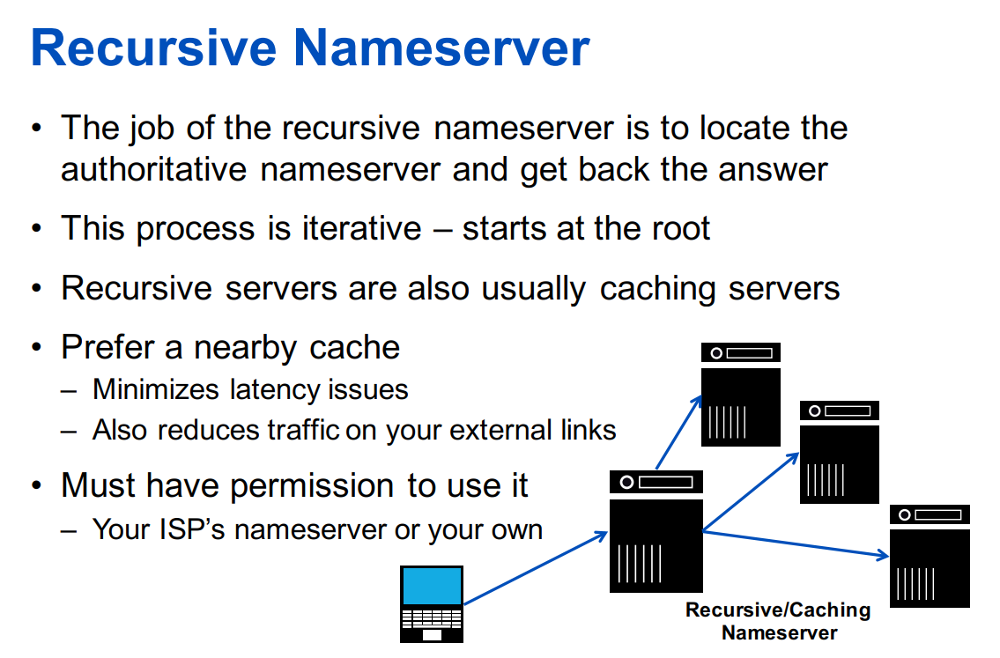 Recursive Nameserver
• The job of the recursive nameserver is to locate the
authoritative nameserver and get back the answer
• This process is iterative – starts at the root
• Recursive servers are also usually caching servers
• Prefer a nearby cache
– Minimizes latency issues
– Also reduces traffic on your external links
• Must have permission to use it
– Your ISP’s nameserver or your own
Recursive/Caching
Nameserver